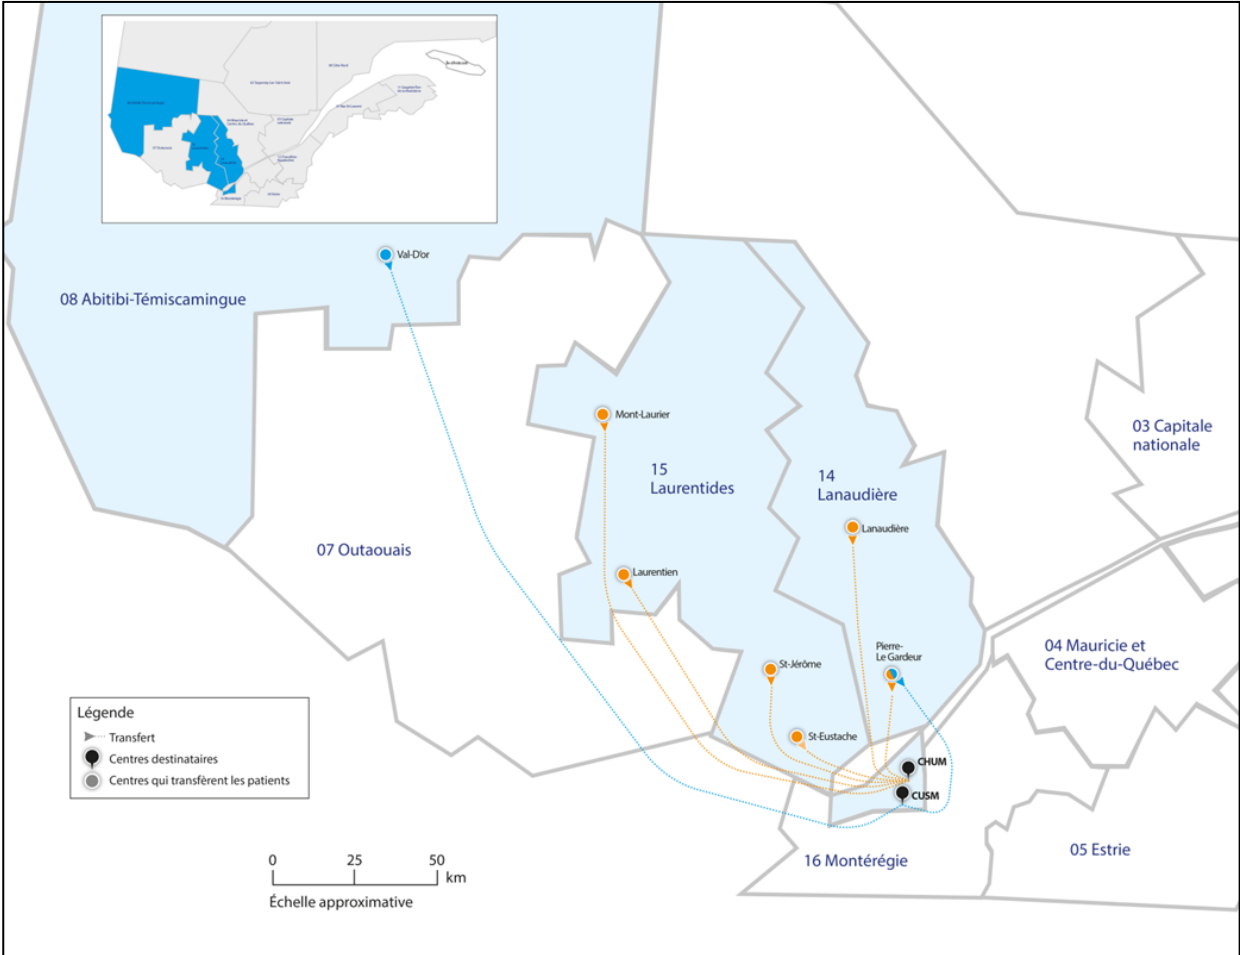 Île d'Anticosti
Val-D'or
08 Abitibi-Témiscamingue
Mont-Laurier
03 Capitale
nationale
15
Laurentides
14
Lanaudière
Lanaudière
07 Outaouais
Laurentien
Pierre-
Le Gardeur
04 Mauricie et
Centre-du-Québec
St-Jérôme
St-Eustache
CHUM
CUSM
Légende
Transfert
Centres destinataires
Centres qui transfèrent les patients
16 Montérégie
05 Estrie
0 25 50
km
Échelle approximative